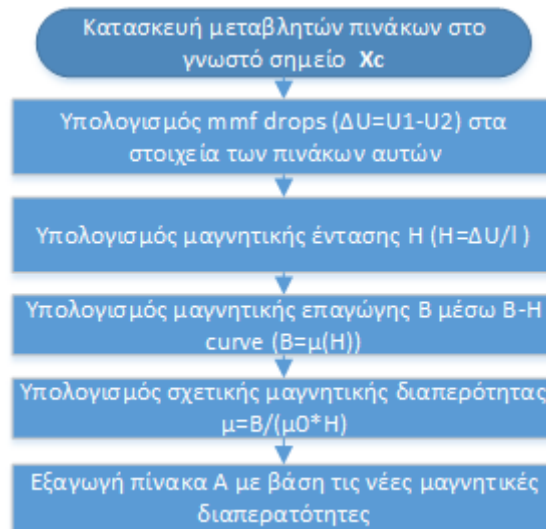 Κατασκευή μεταβλητών πινάκων στο
γνωστό σημείο Xc
Υπολογισμός mmf drops (ΔU=U1-U2) στα
στοιχεία των πινάκων αυτών
Υπολογισμός μαγνητικής έντασης H (H=ΔU/l )
Υπολογισμός μαγνητικής επαγώγης B μέσω B-H
curve (B=μ(H))
Υπολογισμός σχετικής μαγνητικής διαπερότητας
μ=B/(μ0*H)
Εξαγωγή πίνακα A με βάση τις νέες μαγνητικές
διαπερατότητες